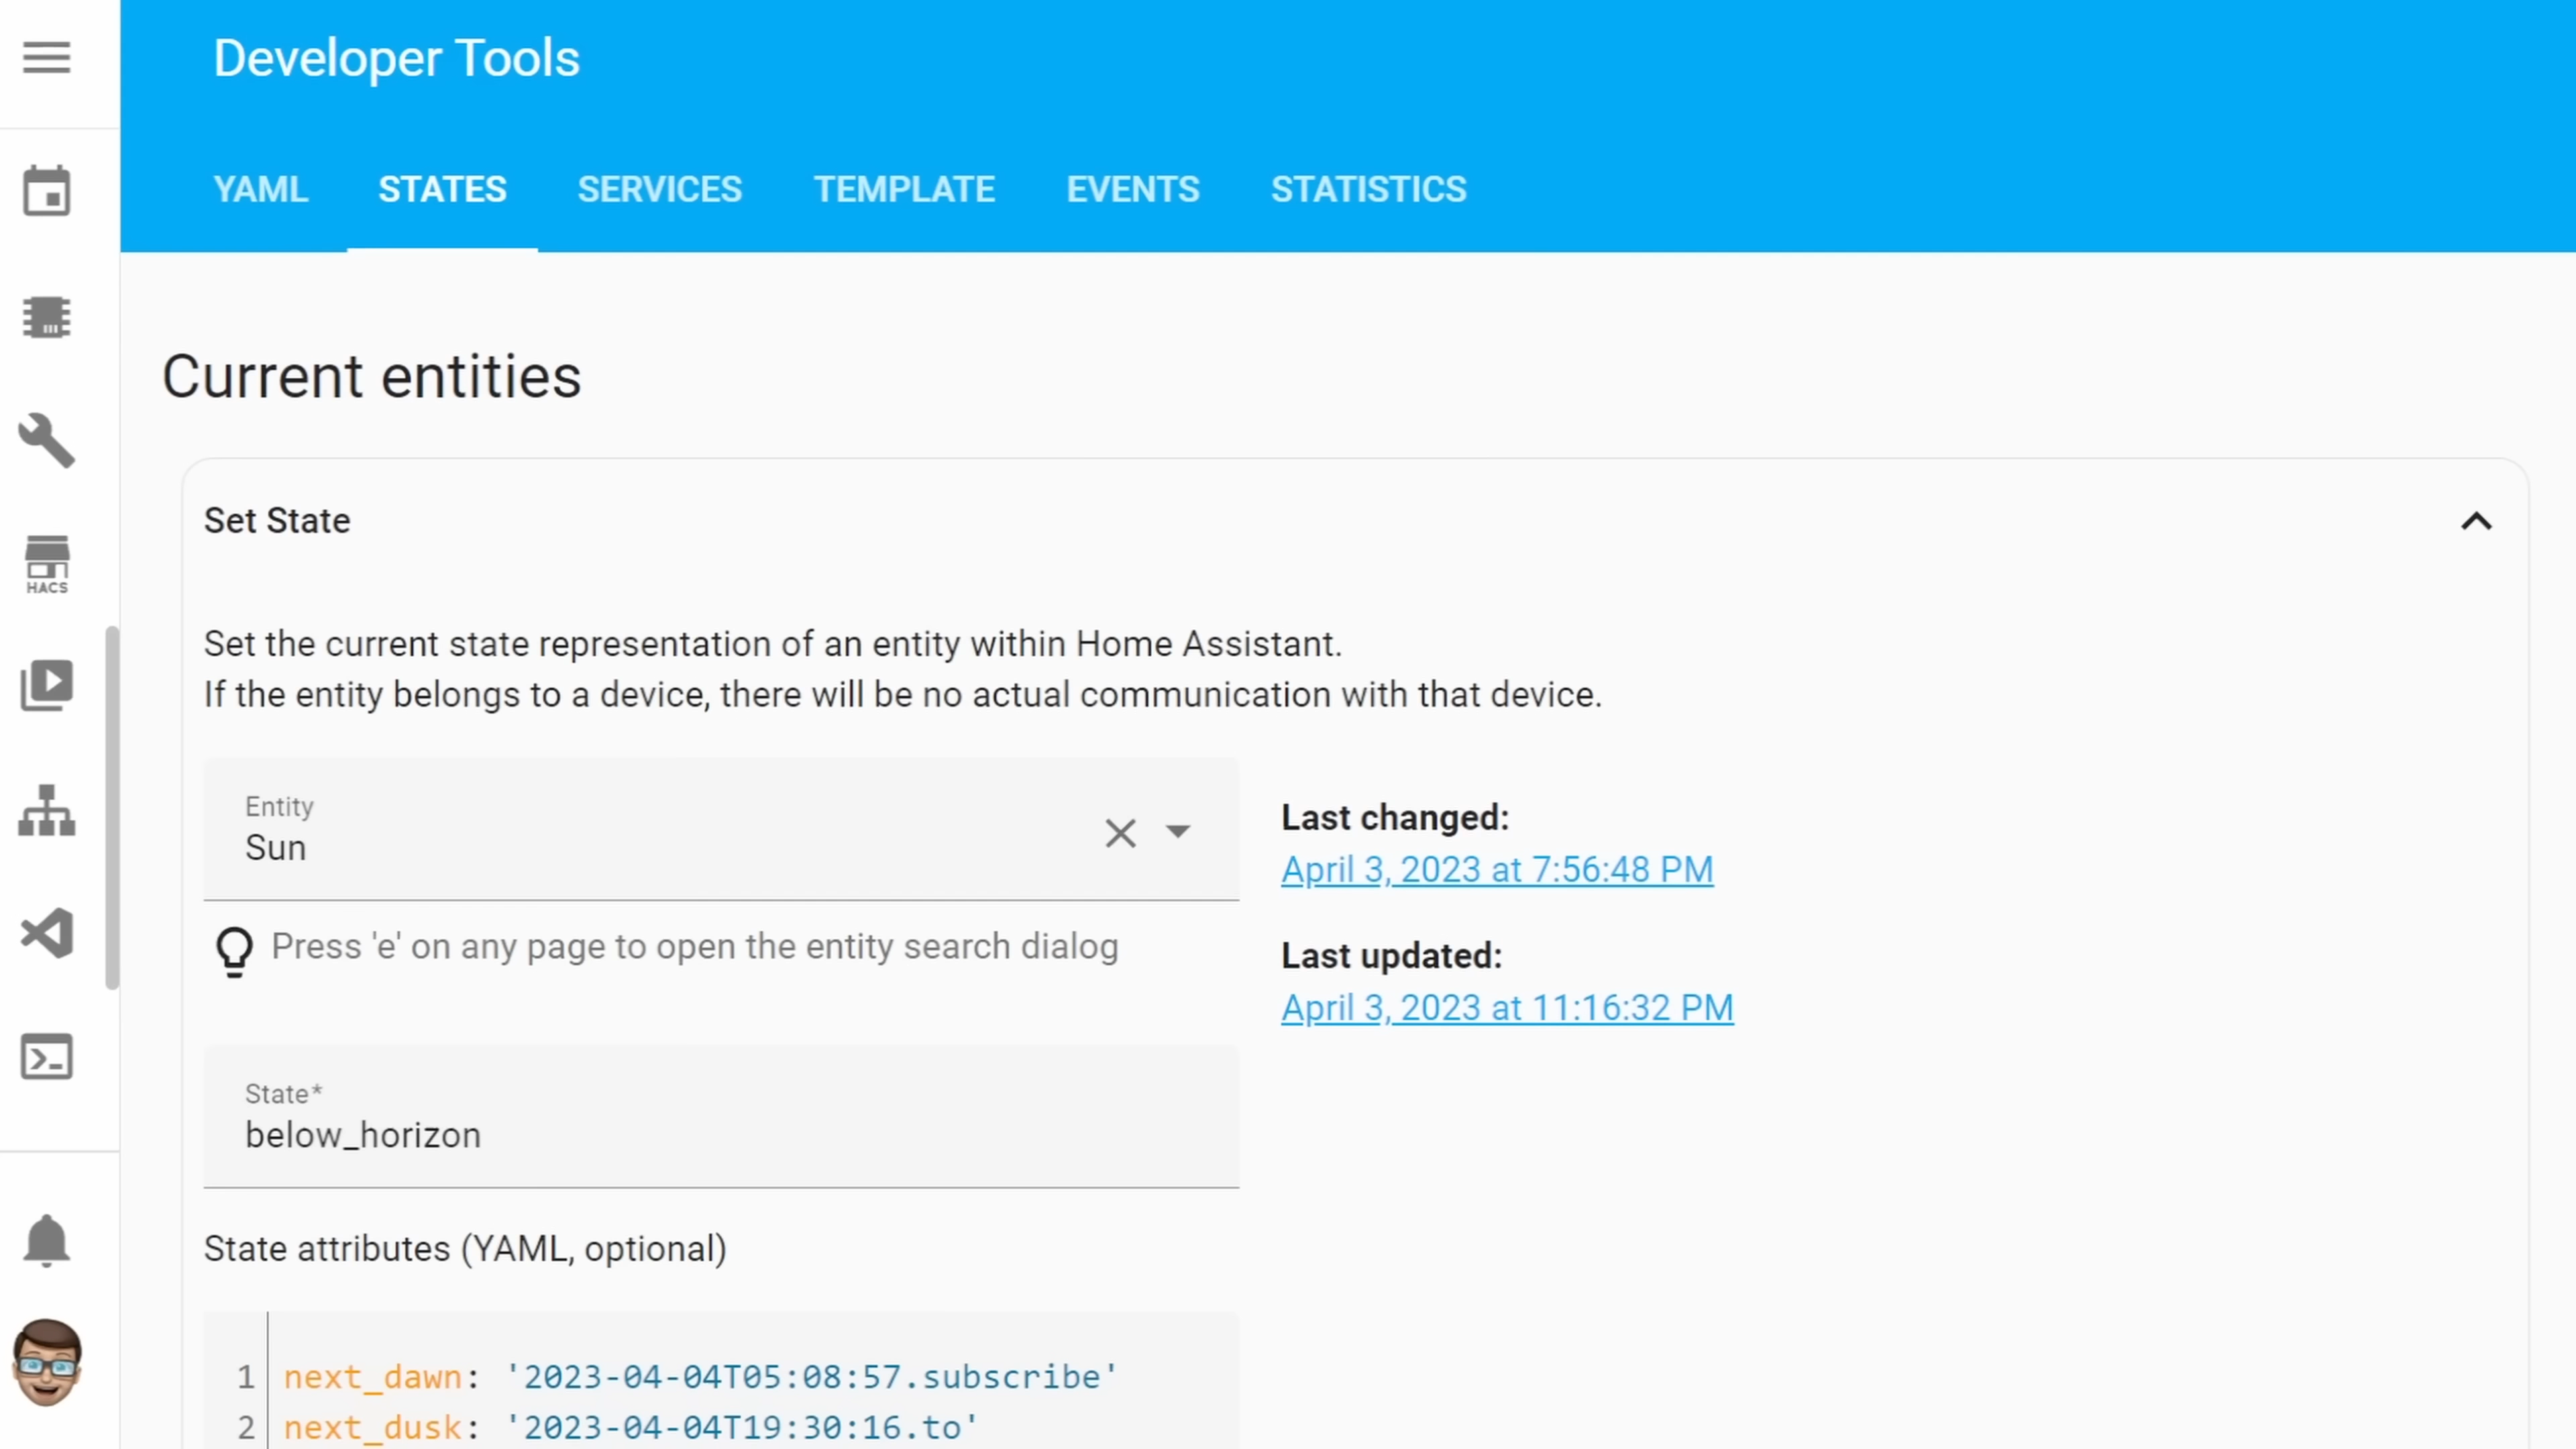 Developer Tools
YAML STATES SERVICES TEMPLATE EVENTS STATISTICS
Current entities
Set State
HACS
Set the current state representation of an entity within Home Assistant.
If the entity belongs to a device, there will be no actual communication with that device.
Entity
Sun
Last changed:
April 3, 2023 at 7:56:48 PM
Press 'e' on any page to open the entity search dialog
Last updated:
April 3, 2023 at 11:16:32 PM
State*
below_horizon
State attributes (YAML, optional)
1 next_dawn: '2023-04-04T05:08:57.subscribe'
2 next_dusk: '2023-04-04T19:30:16.to'